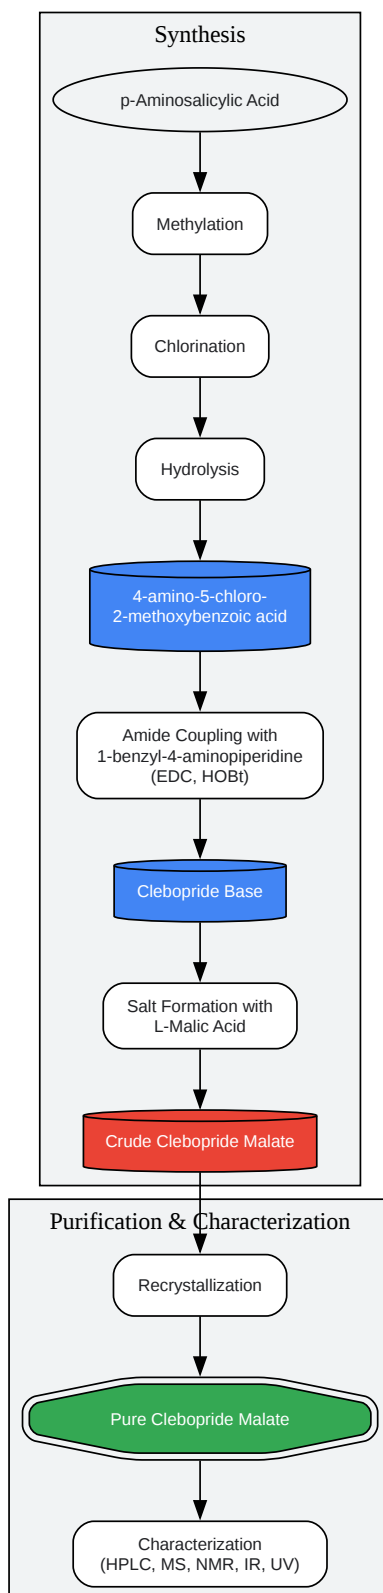 Synthesis
p-Aminosalicylic Acid
Methylation
Chlorination
Hydrolysis
4-amino-5-chloro-
2-methoxybenzoic acid
Amide Coupling with
1-benzyl-4-aminopiperidine
(EDC, HOBt)
Clebopride Base
Salt Formation with
L-Malic Acid
Crude Clebopride Malate
Purification & Characterization
Recrystallization
Pure Clebopride Malate
Characterization
(HPLC, MS, NMR, IR, UV)